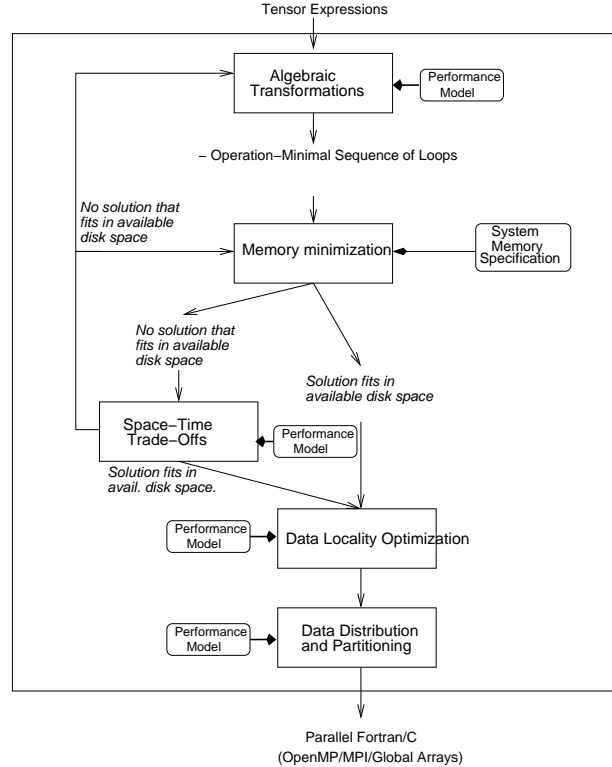 Tensor Expressions
Algebraic
Transformations
Performance
Model
− Operation−Minimal Sequence of Loops
No solution that
fits in available
disk space
Memory minimization
System
Memory
Specification
No solution that
fits in available
disk space
Solution fits in
available disk space
Space−Time
Trade−Offs
Performance
Model
Solution fits in
avail. disk space.
Performance
Model
Data Locality Optimization
Performance
Model
Data Distribution
and Partitioning
Parallel Fortran/C
(OpenMP/MPI/Global Arrays)